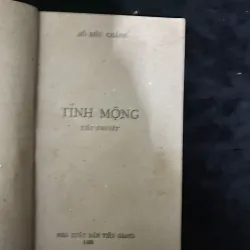 HỒ BIỂU CHÁNH
TỈNH MỘNG
TIỂU THUYẾT
NHÀ XUẤT BẢN TIỀN GIANG